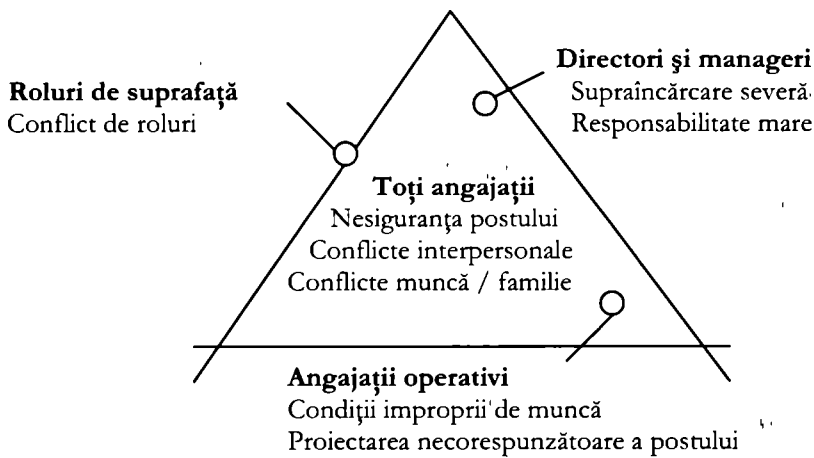 Roluri de suprafață
Conflict de roluri
Directori şi manageri
Supraîncărcare severă
Responsabilitate mare
Toți angajații
Nesiguranța postului
Conflicte interpersonale
Conflicte muncă / familie
Angajații operativi
Condiții improprii de muncă
Proiectarea necorespunzătoare a postului